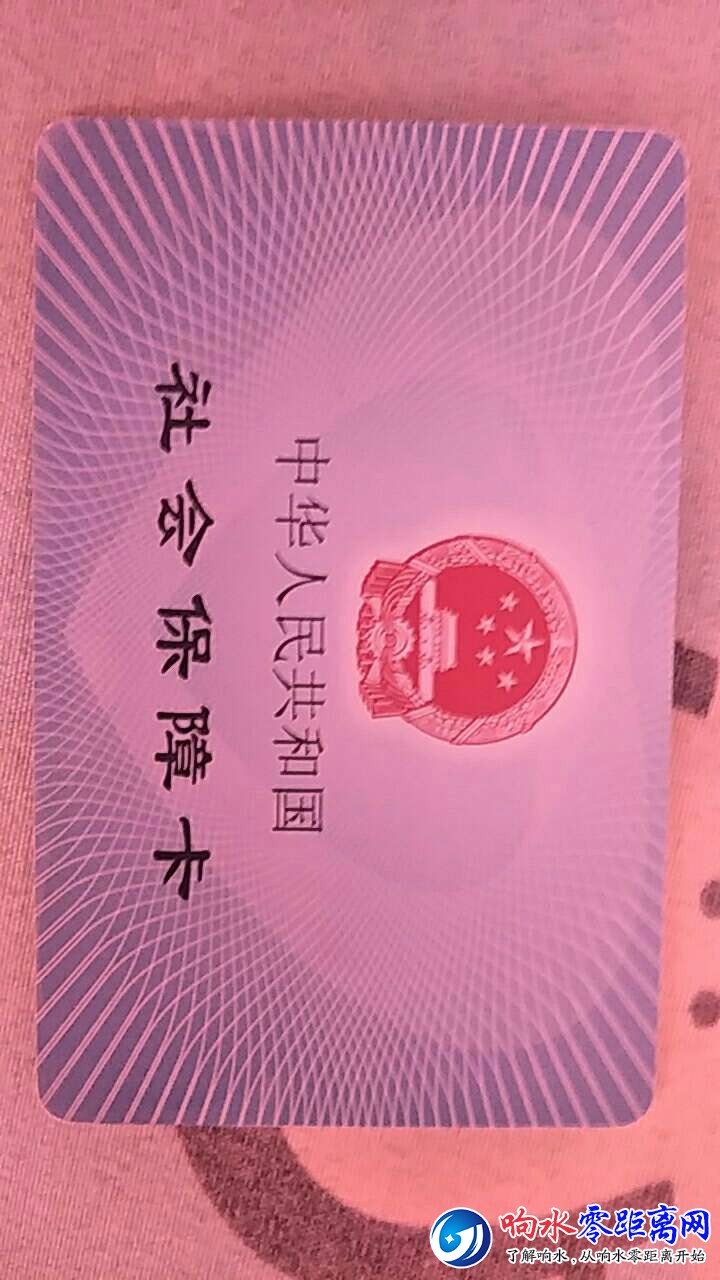 中华人民共和国
社会保障卡
响水零距离网
了解响水,从响水零距离开始